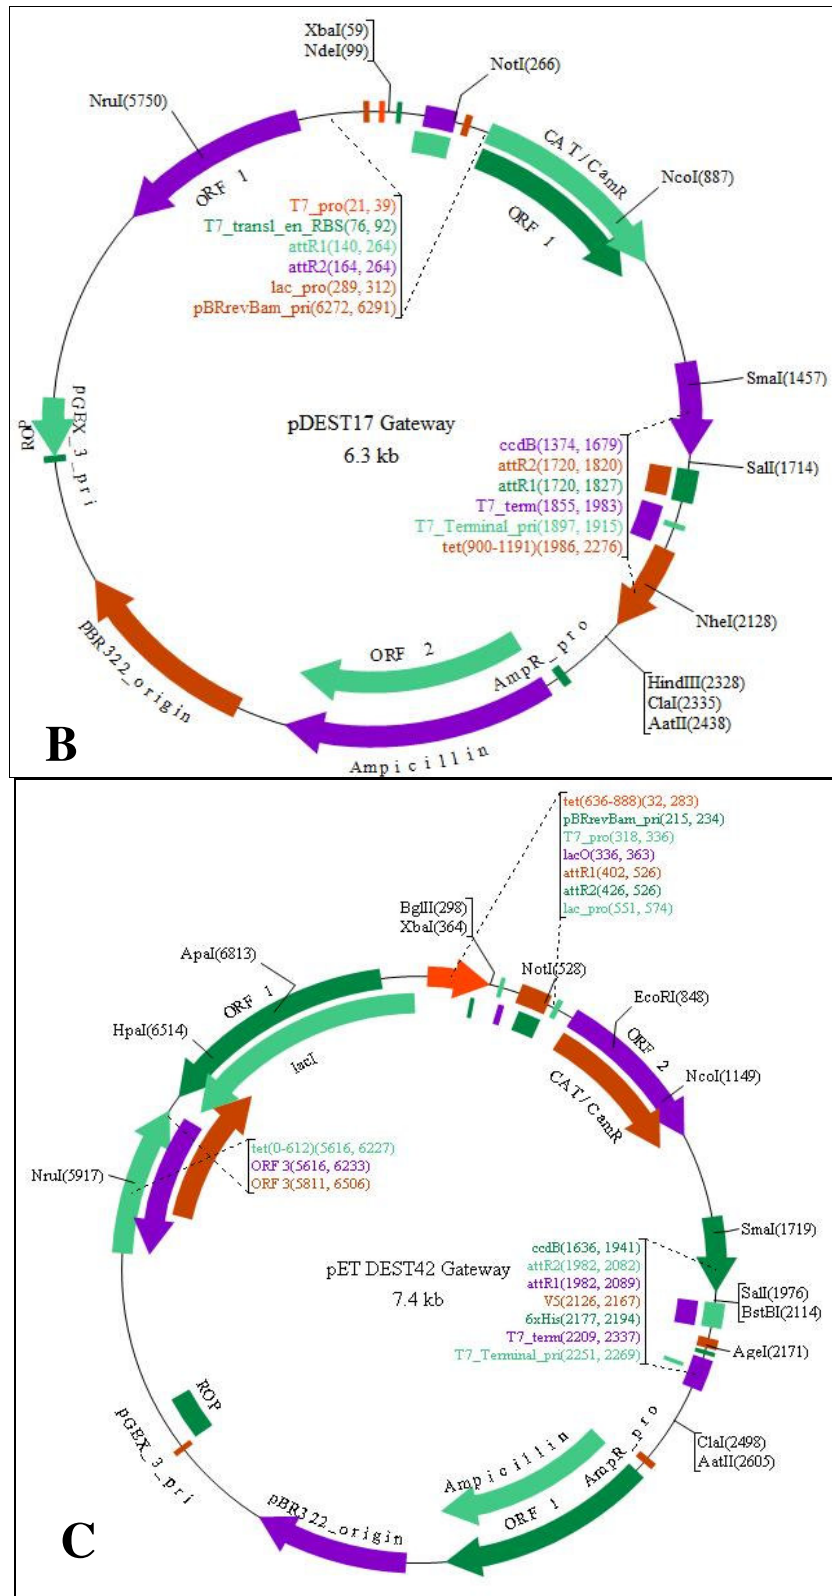 XbaI(59)
NdeI(99)
NotI(266)
NruI(5750)
CAT/CamR
NcoI(887)
ORF 1
ORF 1
T7_pro(21, 39)
T7_transl_en_RBS(76, 92)
attR1(140, 264)
attR2(164, 264)
lac_pro(289, 312)
pBRrevBam_pri(6272, 6291)
SmaI(1457)
pGEX_3_pri
ROP
pDEST17 Gateway
6.3 kb
ccdB(1374, 1679)
attR2(1720, 1820)
attR1(1720, 1827)
T7_term(1855, 1983)
T7_Terminal_pri(1897, 1915)
tet(900-1191)(1986, 2276)
SalI(1714)
NheI(2128)
pBR322_origin
ORF 2
AmpR_pro
HindIII(2328)
ClaI(2335)
AatII(2438)
Ampicillin
B
tet(636-888)(32, 283)
pBRrevBam_pri(215, 234)
T7_pro(318, 336)
lacO(336, 363)
attR1(402, 526)
attR2(426, 526)
lac_pro(551, 574)
BglII(298)
XbaI(364)
ApaI(6813)
NotI(528)
EcoRI(848)
ORF 1
HpaI(6514)
ORF 2
lacI
NcoI(1149)
CAT/CamR
tet(0-612)(5616, 6227)
ORF 3(5616, 6233)
ORF 3(5811, 6506)
NruI(5917)
SmaI(1719)
pET DEST42 Gateway
7.4 kb
ccdB(1636, 1941)
attR2(1982, 2082)
attR1(1982, 2089)
V5(2126, 2167)
6xHis(2177, 2194)
T7_term(2209, 2337)
T7_Terminal_pri(2251, 2269)
SalI(1976)
BstBI(2114)
AgeI(2171)
ROP
pGEX_3_pri
AmpR_pro
ClaI(2498)
AatII(2605)
Ampicillin
ORF 1
pBR322_origin
C